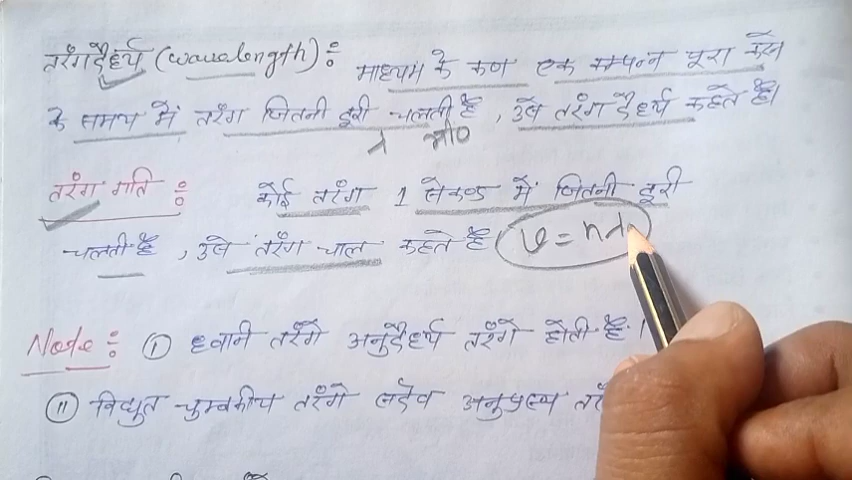 तरंगदैर्ध्य (wavelength) : माध्यम के कण एक कम्पन्न पूरा करने
के समय में तरंग जितनी दूरी चलती है, उसे तरंग दैर्ध्य कहते है।
λ मी०
तरंग गति : कोई तरंग 1 सेकण्ड में जितनी दूरी
चलती है, उसे तरंग चाल कहते है v = nλ
Note : (I) ध्वनि तरंगे अनुदैर्ध्य तरंगे होती है।
(II) विद्युत चुम्बकीय तरंगे सदैव अनुप्रस्थ